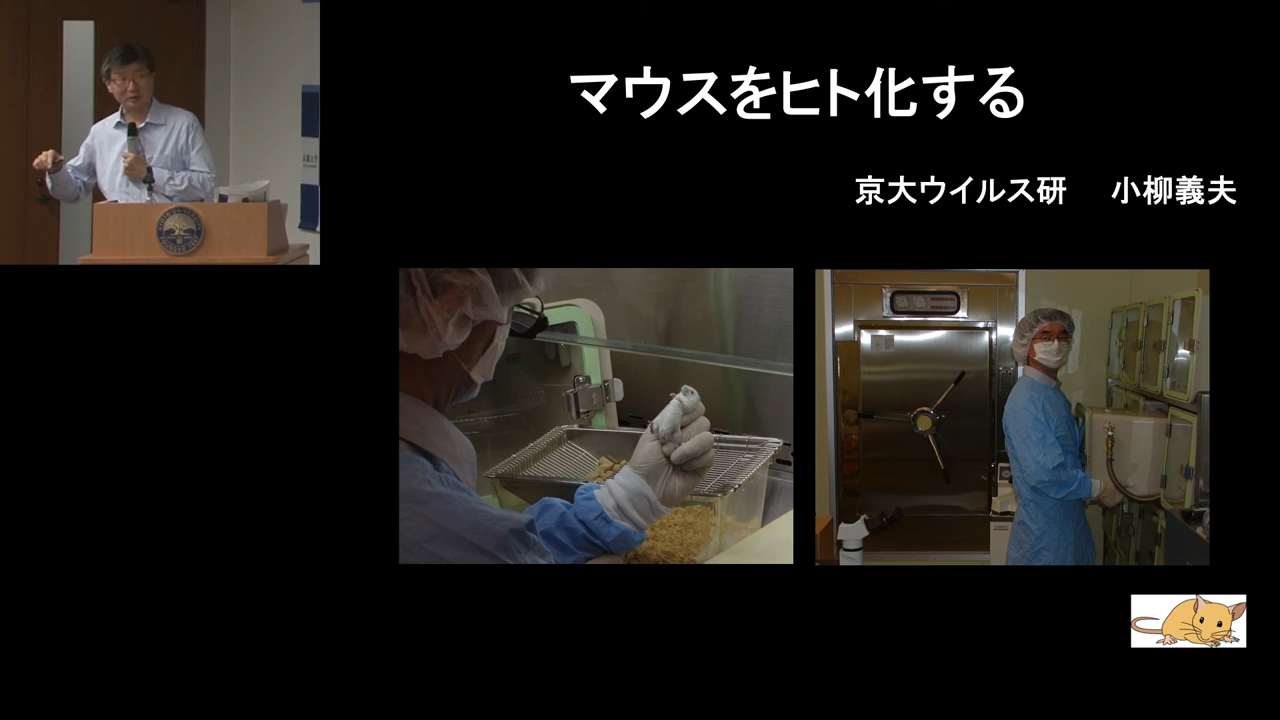 マウスをヒト化する
京大ウイルス研　小柳義夫